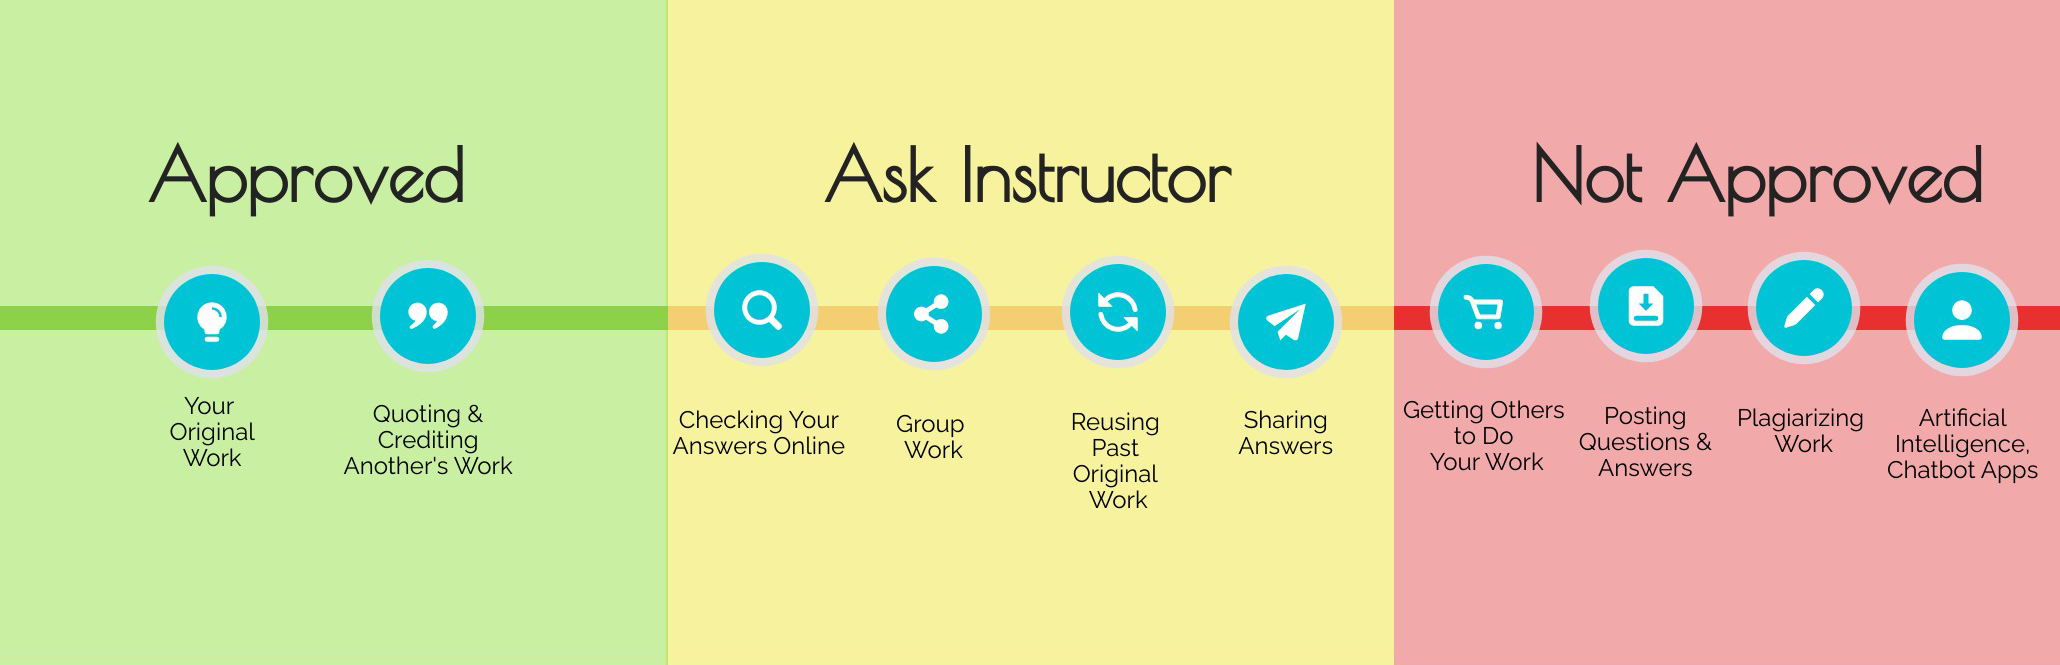 Approved
Ask Instructor
Not Approved
Your
Original
Work
Quoting &
Crediting
Another's Work
Checking Your
Answers Online
Group
Work
Reusing
Past
Original
Work
Sharing
Answers
Getting Others
to Do
Your Work
Posting
Questions &
Answers
Plagiarizing
Work
Artificial
Intelligence,
Chatbot Apps